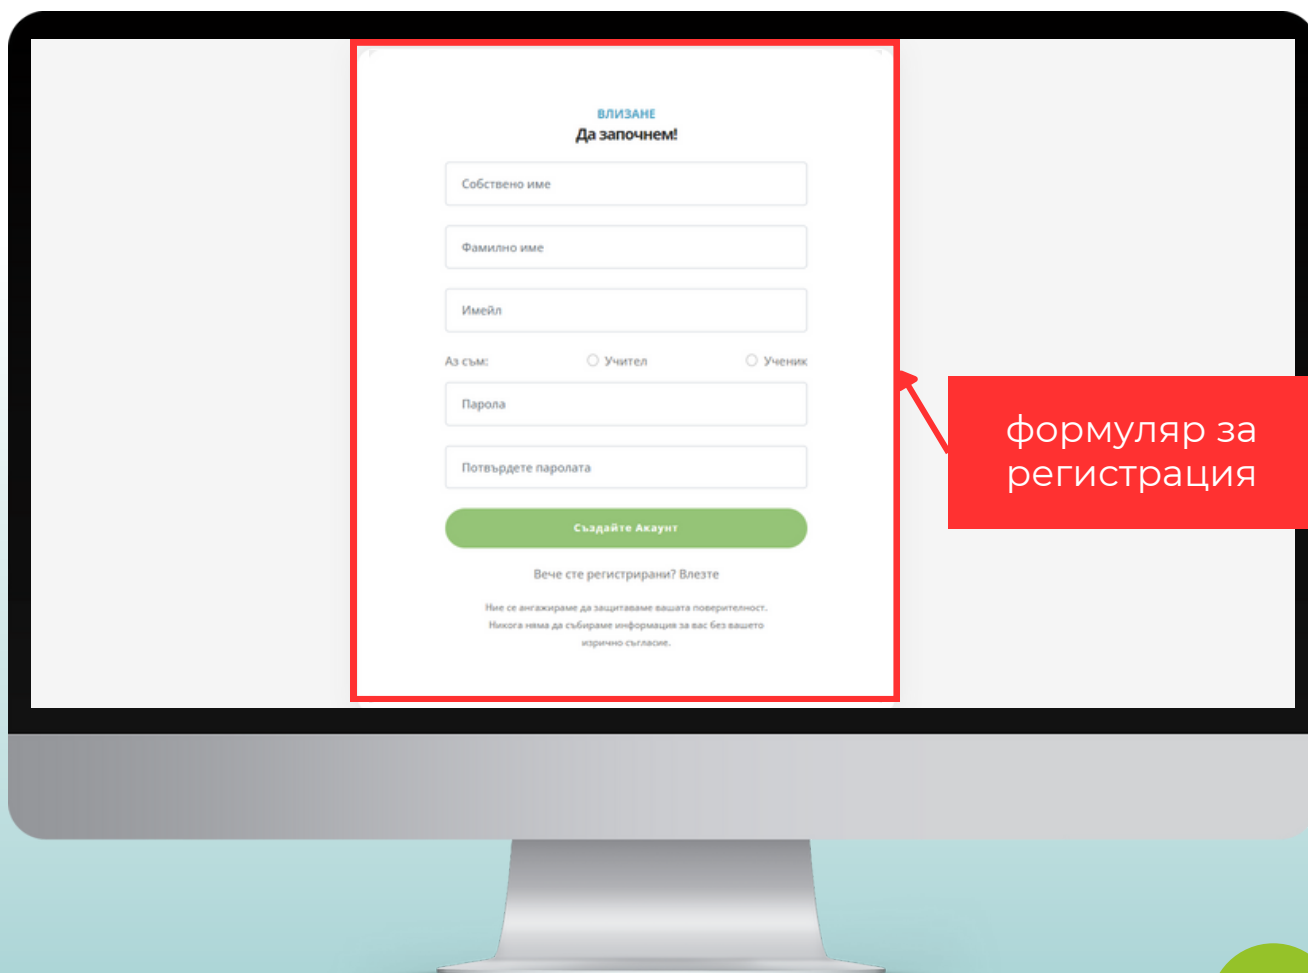 ВЛИЗАНЕ
Да започнем!
Собствено име
Фамилно име
Имейл
Аз съм: Учител Ученик
Парола
Потвърдете паролата
Създайте Акаунт
Вече сте регистрирани? Влезте
Ние се ангажираме да защитаваме вашата поверителност.
Никога няма да събираме информация за вас без вашето
изрично съгласие.
формуляр за
регистрация